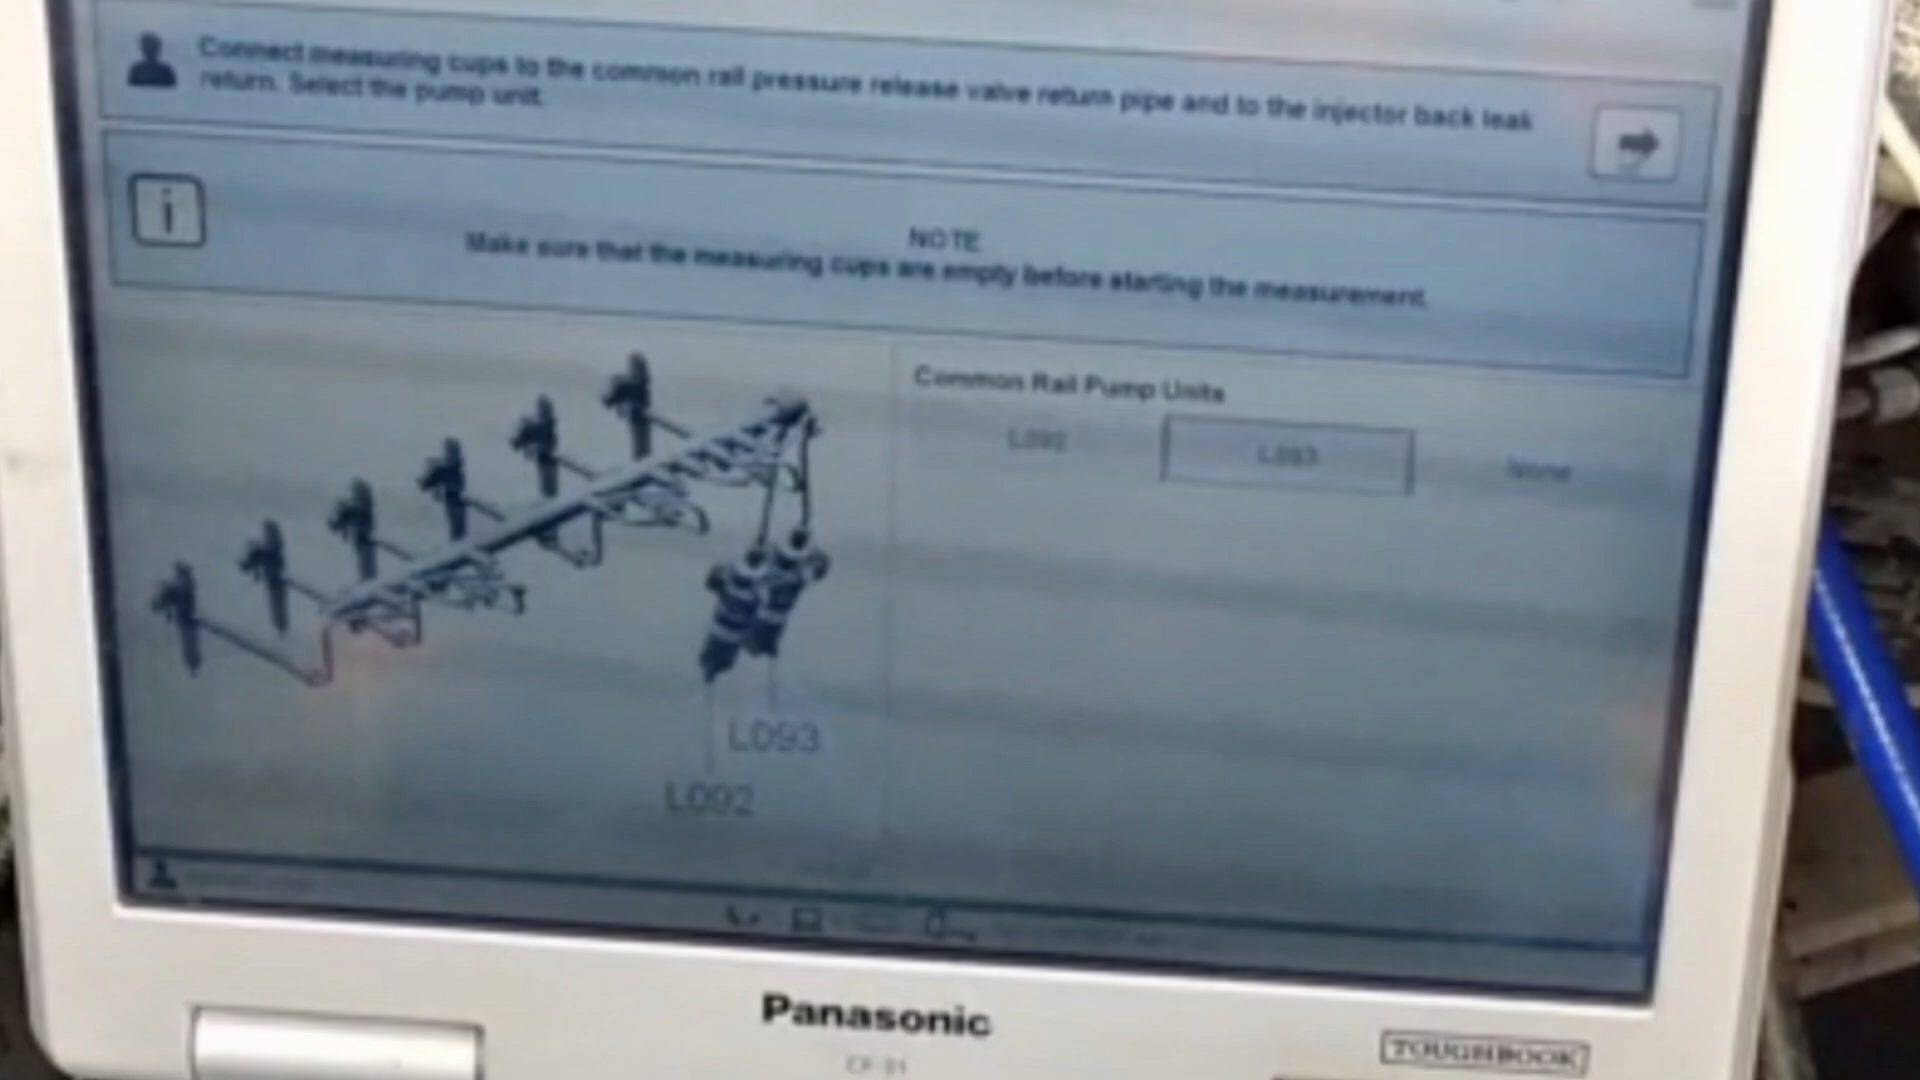 Connect measuring cups to the common rail pressure release valve return pipe and to the injector back leak
return. Select the pump unit.
i
NOTE
Make sure that the measuring cups are empty before starting the measurement.
Common Rail Pump Units
L092 L093 None
L093
L092
Panasonic
CF-31
TOUGHBOOK